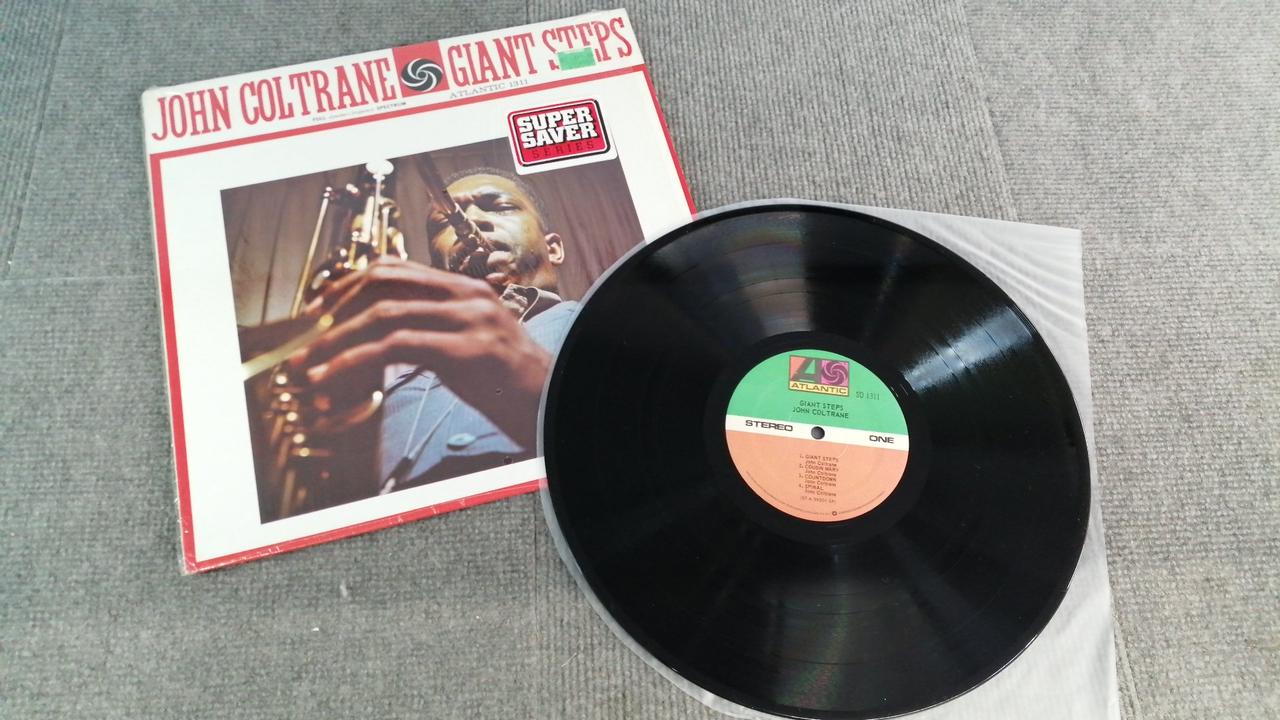 JOHN COLTRANE GIANT STEPS
ATLANTIC 1311
SPECTRUM
SUPER
SAVER
SERIES
ATLANTIC
SD 1311
GIANT STEPS
JOHN COLTRANE
STEREO ONE
1. GIANT STEPS
John Coltrane
2. COUSIN MARY
John Coltrane
3. COUNTDOWN
John Coltrane
4. SPIRAL
John Coltrane